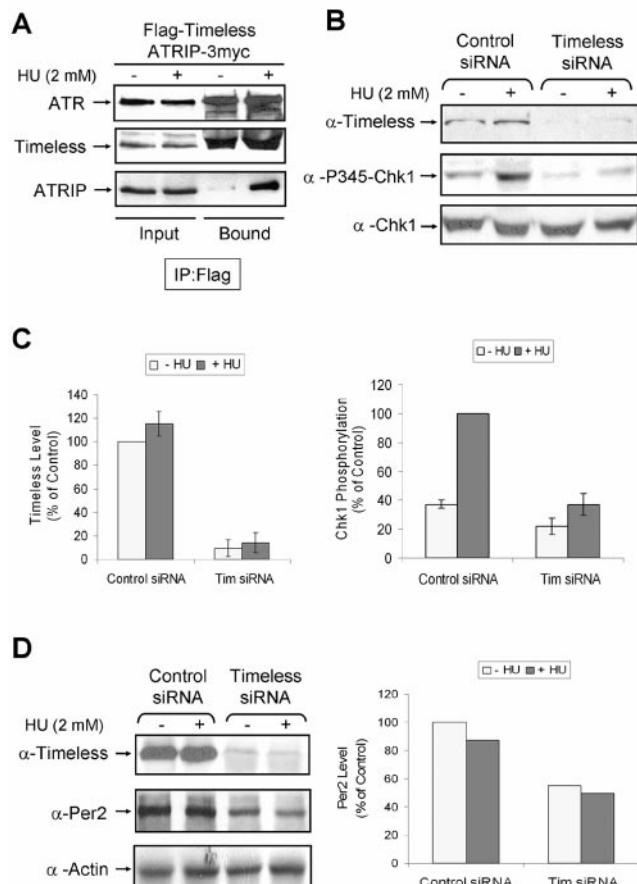 A
Flag-Timeless
ATRIP-3myc
HU (2 mM)
- + - +
ATR
Timeless
ATRIP
Input Bound
IP:Flag
B
Control siRNA
Timeless siRNA
HU (2 mM)
- + - +
α-Timeless
α -P345-Chk1
α -Chk1
C
- HU + HU
Timeless Level
(% of Control)
140
120
100
80
60
40
20
0
Control siRNA Tim siRNA
- HU + HU
Chk1 Phosphorylation
(% of Control)
120
100
80
60
40
20
0
Control siRNA Tim siRNA
D
Control siRNA
Timeless siRNA
HU (2 mM)
- + - +
α-Timeless
α-Per2
α -Actin
- HU + HU
Per2 Level
(% of Control)
120
100
80
60
40
20
0
Control siRNA Tim siRNA